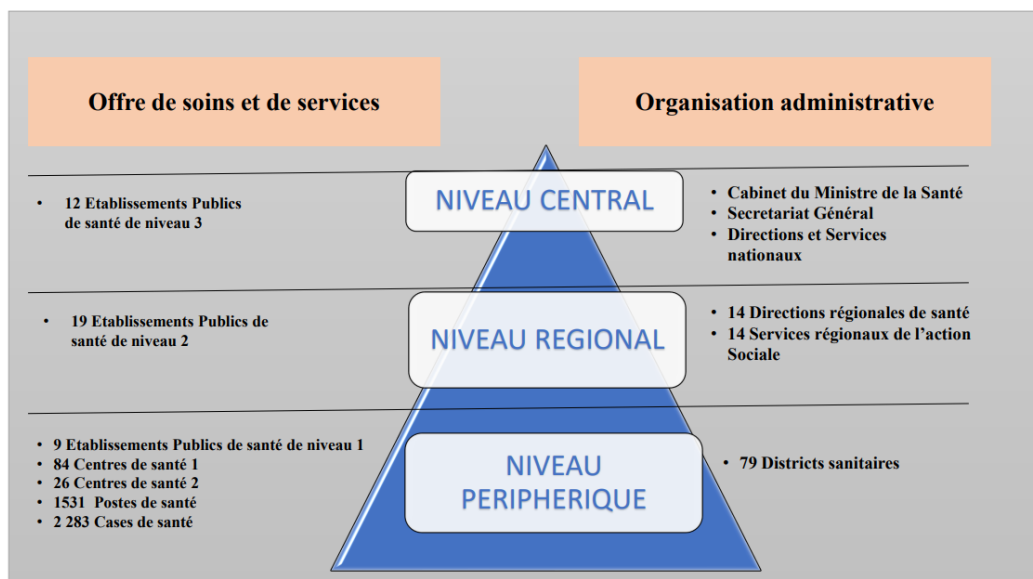 Offre de soins et de services
Organisation administrative
• 12 Etablissements Publics
de santé de niveau 3
NIVEAU CENTRAL
• Cabinet du Ministre de la Santé
• Secretariat Général
• Directions et Services
nationaux
• 19 Etablissements Publics de
santé de niveau 2
NIVEAU REGIONAL
• 14 Directions régionales de santé
• 14 Services régionaux de l’action
Sociale
• 9 Etablissements Publics de santé de niveau 1
• 84 Centres de santé 1
• 26 Centres de santé 2
• 1531 Postes de santé
• 2 283 Cases de santé
NIVEAU
PERIPHERIQUE
• 79 Districts sanitaires